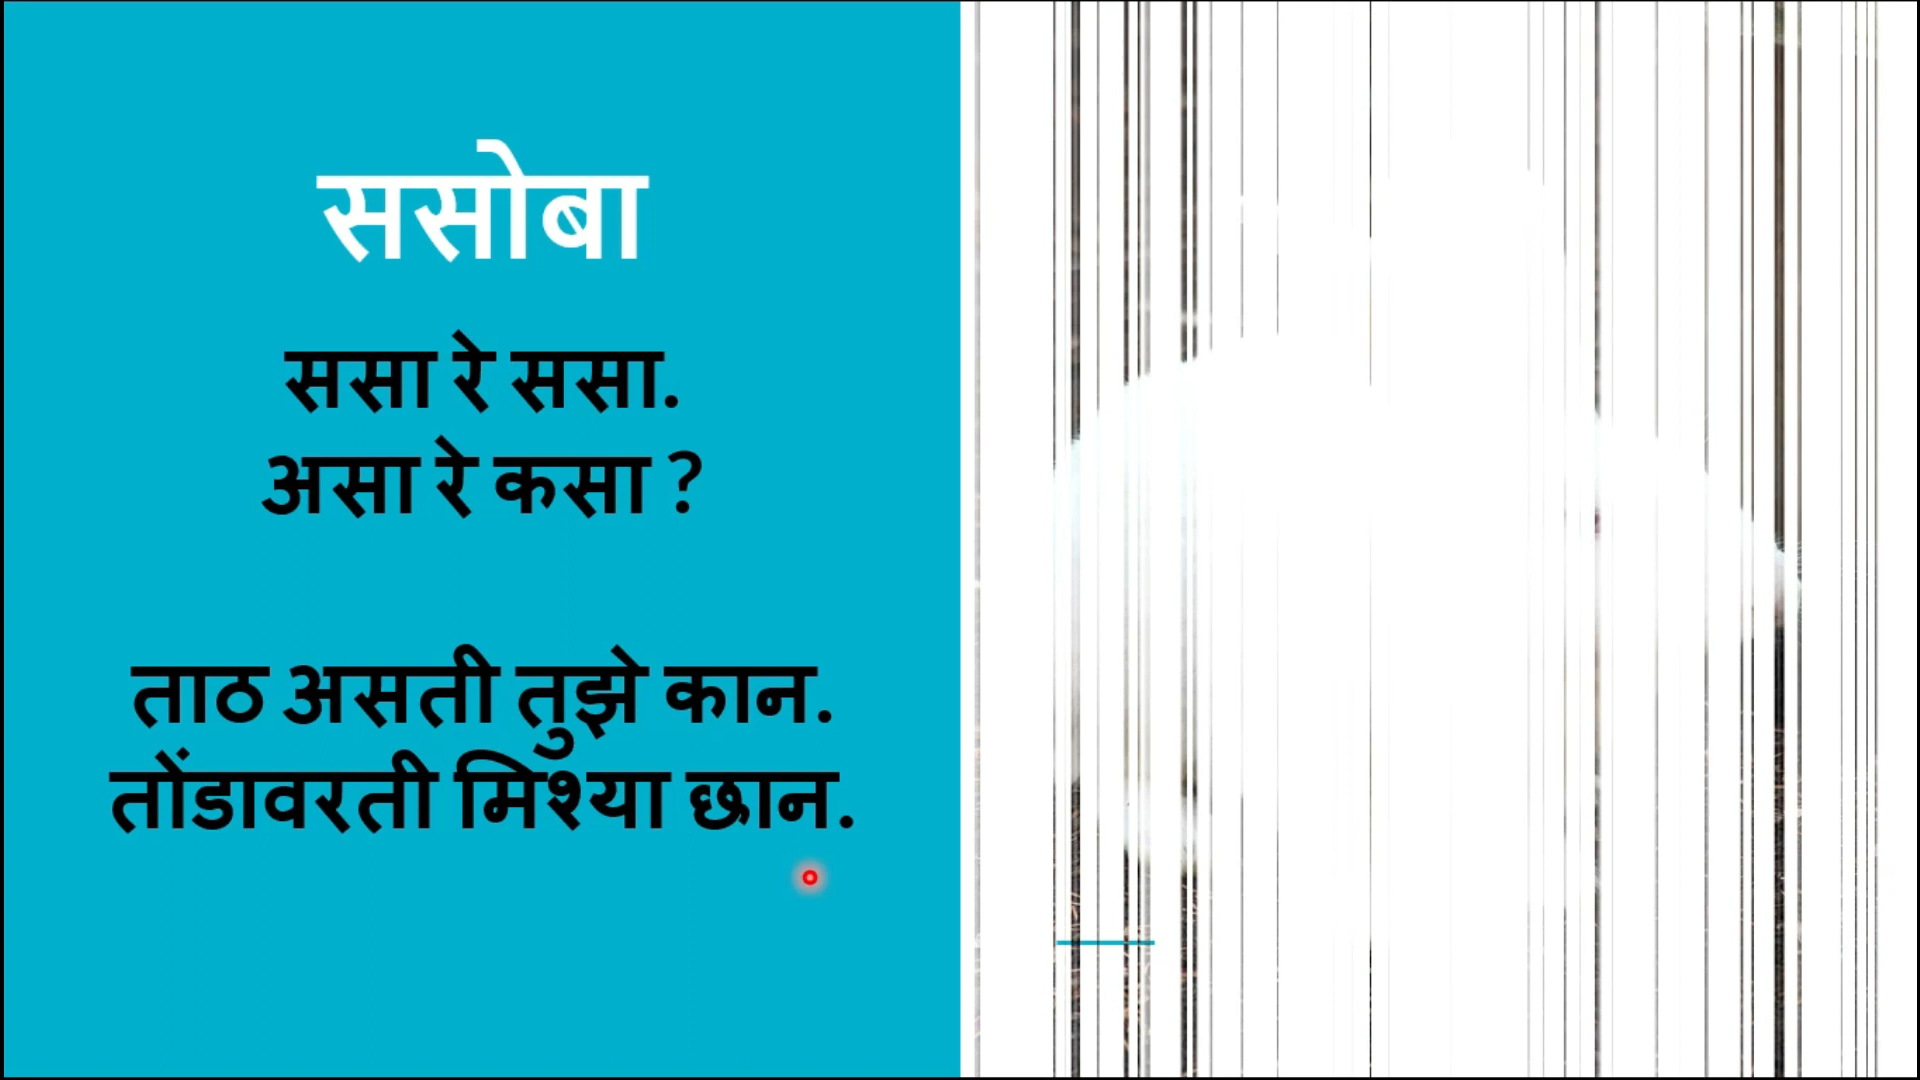 ससोबा
ससा रे ससा.
असा रे कसा ?
ताठ असती तुझे कान.
तोंडावरती मिश्या छान.